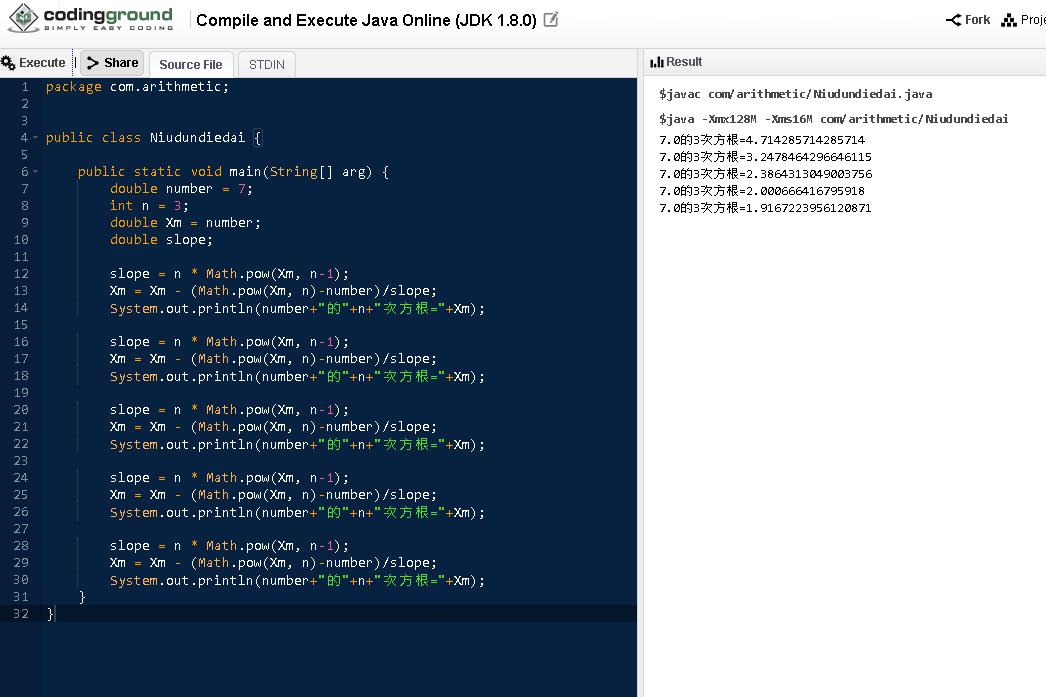 codingground
SIMPLY EASY CODING
Compile and Execute Java Online (JDK 1.8.0)
Fork
Proje
Execute
Share
Source File
STDIN
Result
1 package com.arithmetic;
2
3
4 public class Niudundiedai {
5
6 public static void main(String[] arg) {
7 double number = 7;
8 int n = 3;
9 double Xm = number;
10 double slope;
11
12 slope = n * Math.pow(Xm, n-1);
13 Xm = Xm - (Math.pow(Xm, n)-number)/slope;
14 System.out.println(number+"的"+n+"次方根="+Xm);
15
16 slope = n * Math.pow(Xm, n-1);
17 Xm = Xm - (Math.pow(Xm, n)-number)/slope;
18 System.out.println(number+"的"+n+"次方根="+Xm);
19
20 slope = n * Math.pow(Xm, n-1);
21 Xm = Xm - (Math.pow(Xm, n)-number)/slope;
22 System.out.println(number+"的"+n+"次方根="+Xm);
23
24 slope = n * Math.pow(Xm, n-1);
25 Xm = Xm - (Math.pow(Xm, n)-number)/slope;
26 System.out.println(number+"的"+n+"次方根="+Xm);
27
28 slope = n * Math.pow(Xm, n-1);
29 Xm = Xm - (Math.pow(Xm, n)-number)/slope;
30 System.out.println(number+"的"+n+"次方根="+Xm);
31 }
32 }
$javac com/arithmetic/Niudundiedai.java
$java -Xmx128M -Xms16M com/arithmetic/Niudundiedai
7.0的3次方根=4.714285714285714
7.0的3次方根=3.2478464296646115
7.0的3次方根=2.3864313049003756
7.0的3次方根=2.000666416795918
7.0的3次方根=1.9167223956120871